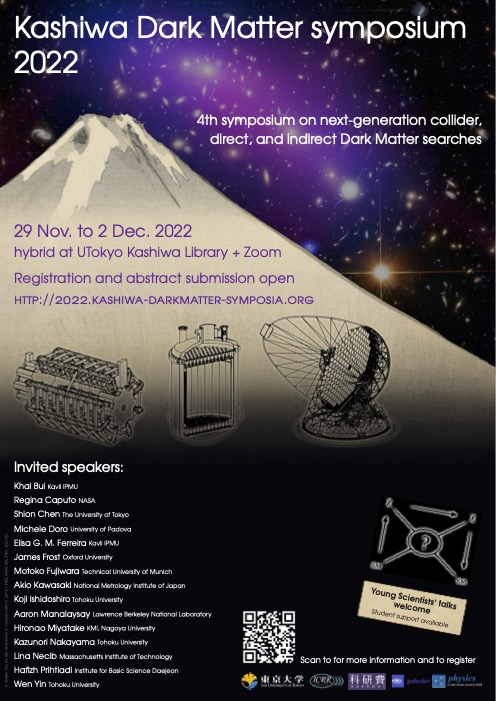 Kashiwa Dark Matter symposium
2022
4th symposium on next-generation collider,
direct, and indirect Dark Matter searches
29 Nov. to 2 Dec. 2022
hybrid at UTokyo Kashiwa Library + Zoom
Registration and abstract submission open
HTTP://2022.KASHIWA-DARKMATTER-SYMPOSIA.ORG
Invited speakers:
Khai Bui Kavli IPMU
Regina Caputo NASA
Shion Chen The University of Tokyo
Michele Doro University of Padova
Elisa G. M. Ferreira Kavli IPMU
James Frost Oxford University
Motoko Fujiwara Technical University of Munich
Akio Kawasaki National Metrology Institute of Japan
Koji Ishidoshiro Tohoku University
Aaron Manalaysay Lawrence Berkeley National Laboratory
Hironao Miyatake KMI, Nagoya University
Kazunori Nakayama Tohoku University
Lina Necib Massachusetts Institute of Technology
Hafizh Prihtiadi Institute for Basic Science Daejeon
Wen Yin Tohoku University
?
SM
SM
Young Scientists' talks
welcome
Student support available
Scan to for more information and to register
東京大学
ICRR
科研費
KAKENHI
galaxies
physics